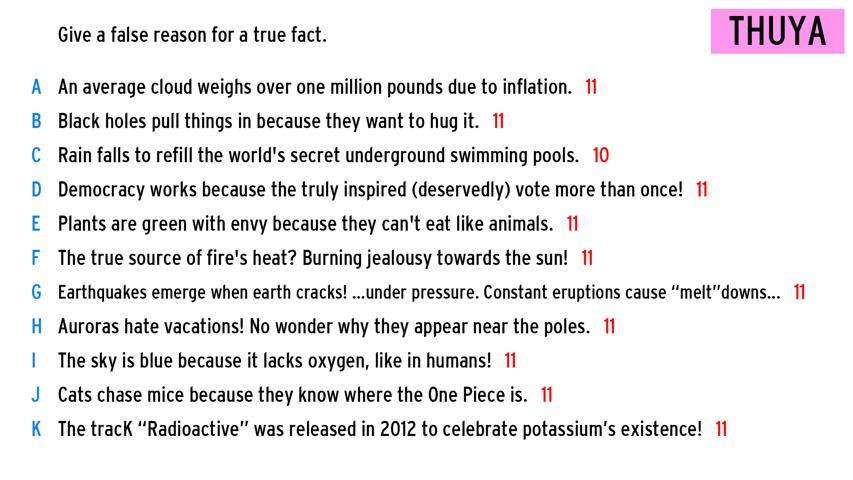 Give a false reason for a true fact.
THUYA
A An average cloud weighs over one million pounds due to inflation. 11
B Black holes pull things in because they want to hug it. 11
C Rain falls to refill the world's secret underground swimming pools. 10
D Democracy works because the truly inspired (deservedly) vote more than once! 11
E Plants are green with envy because they can't eat like animals. 11
F The true source of fire's heat? Burning jealousy towards the sun! 11
G Earthquakes emerge when earth cracks! ...under pressure. Constant eruptions cause “melt”downs... 11
H Auroras hate vacations! No wonder why they appear near the poles. 11
I The sky is blue because it lacks oxygen, like in humans! 11
J Cats chase mice because they know where the One Piece is. 11
K The tracK “Radioactive” was released in 2012 to celebrate potassium’s existence! 11